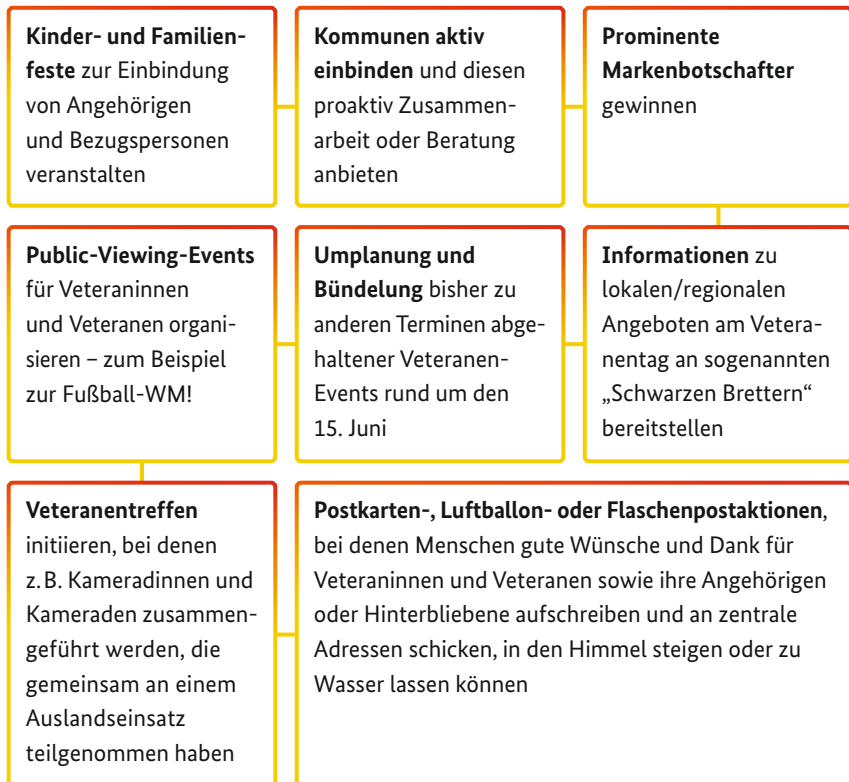 Kinder- und Familien-
feste zur Einbindung
von Angehörigen
und Bezugspersonen
veranstalten
Kommunen aktiv
einbinden und diesen
proaktiv Zusammen-
arbeit oder Beratung
anbieten
Prominente
Markenbotschafter
gewinnen
Public-Viewing-Events
für Veteraninnen
und Veteranen organi-
sieren – zum Beispiel
zur Fußball-WM!
Umplanung und
Bündelung bisher zu
anderen Terminen abge-
haltener Veteranen-
Events rund um den
15. Juni
Informationen zu
lokalen/regionalen
Angeboten am Vetera-
nentag an sogenannten
„Schwarzen Brettern“
bereitstellen
Veteranentreffen
initiieren, bei denen
z. B. Kameradinnen und
Kameraden zusammen-
geführt werden, die
gemeinsam an einem
Auslandseinsatz
teilgenommen haben
Postkarten-, Luftballon- oder Flaschenpostaktionen,
bei denen Menschen gute Wünsche und Dank für
Veteraninnen und Veteranen sowie ihre Angehörigen
oder Hinterbliebene aufschreiben und an zentrale
Adressen schicken, in den Himmel steigen oder zu
Wasser lassen können